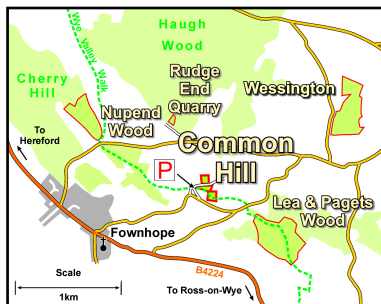 Haugh
Wood
Wye Valley Walk
Cherry
Hill
Rudge
End
Quarry
Wessington
Nupend
Wood
To
Hereford
Common
Hill
P
Lea & Pagets
Wood
Fownhope
Scale
1km
B4224
To Ross-on-Wye